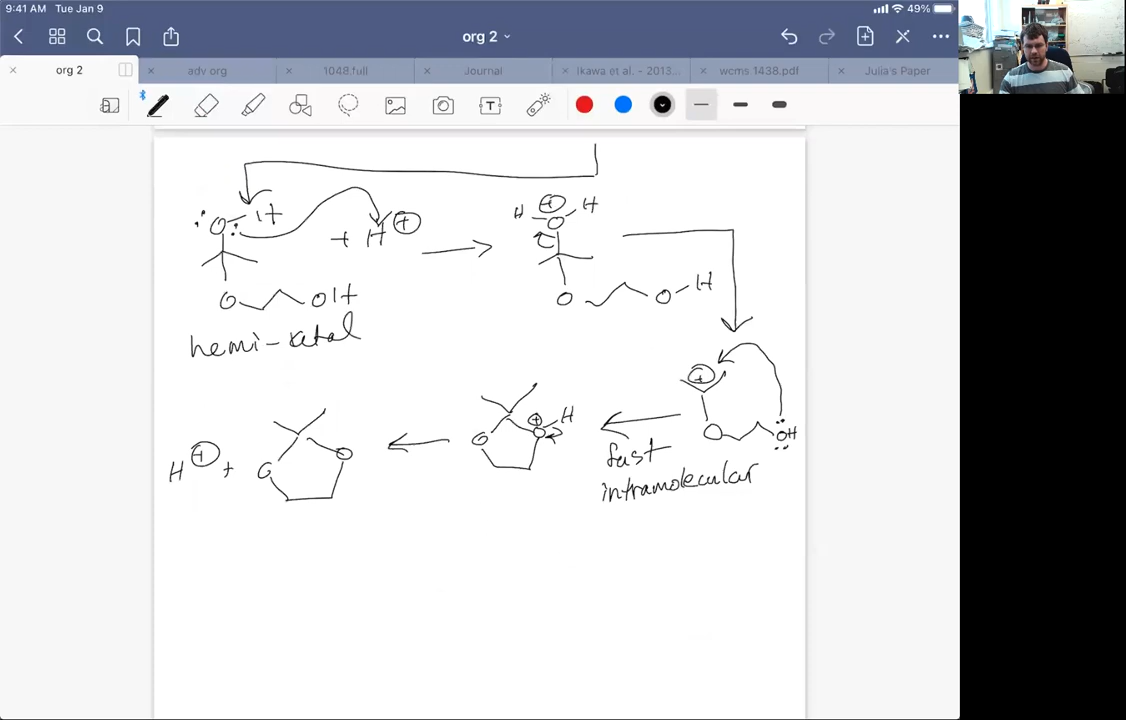 9:41 AM Tue Jan 9
49%
org 2
org 2
adv org
1048.full
Journal
Ikawa et al. - 2013...
wcms 1438.pdf
Julia's Paper
T
O H
+ H +
H + O H
O OH
O O H
hemi-ketal
+
O OH
O + H O
fast
intramolecular
H + +
O O